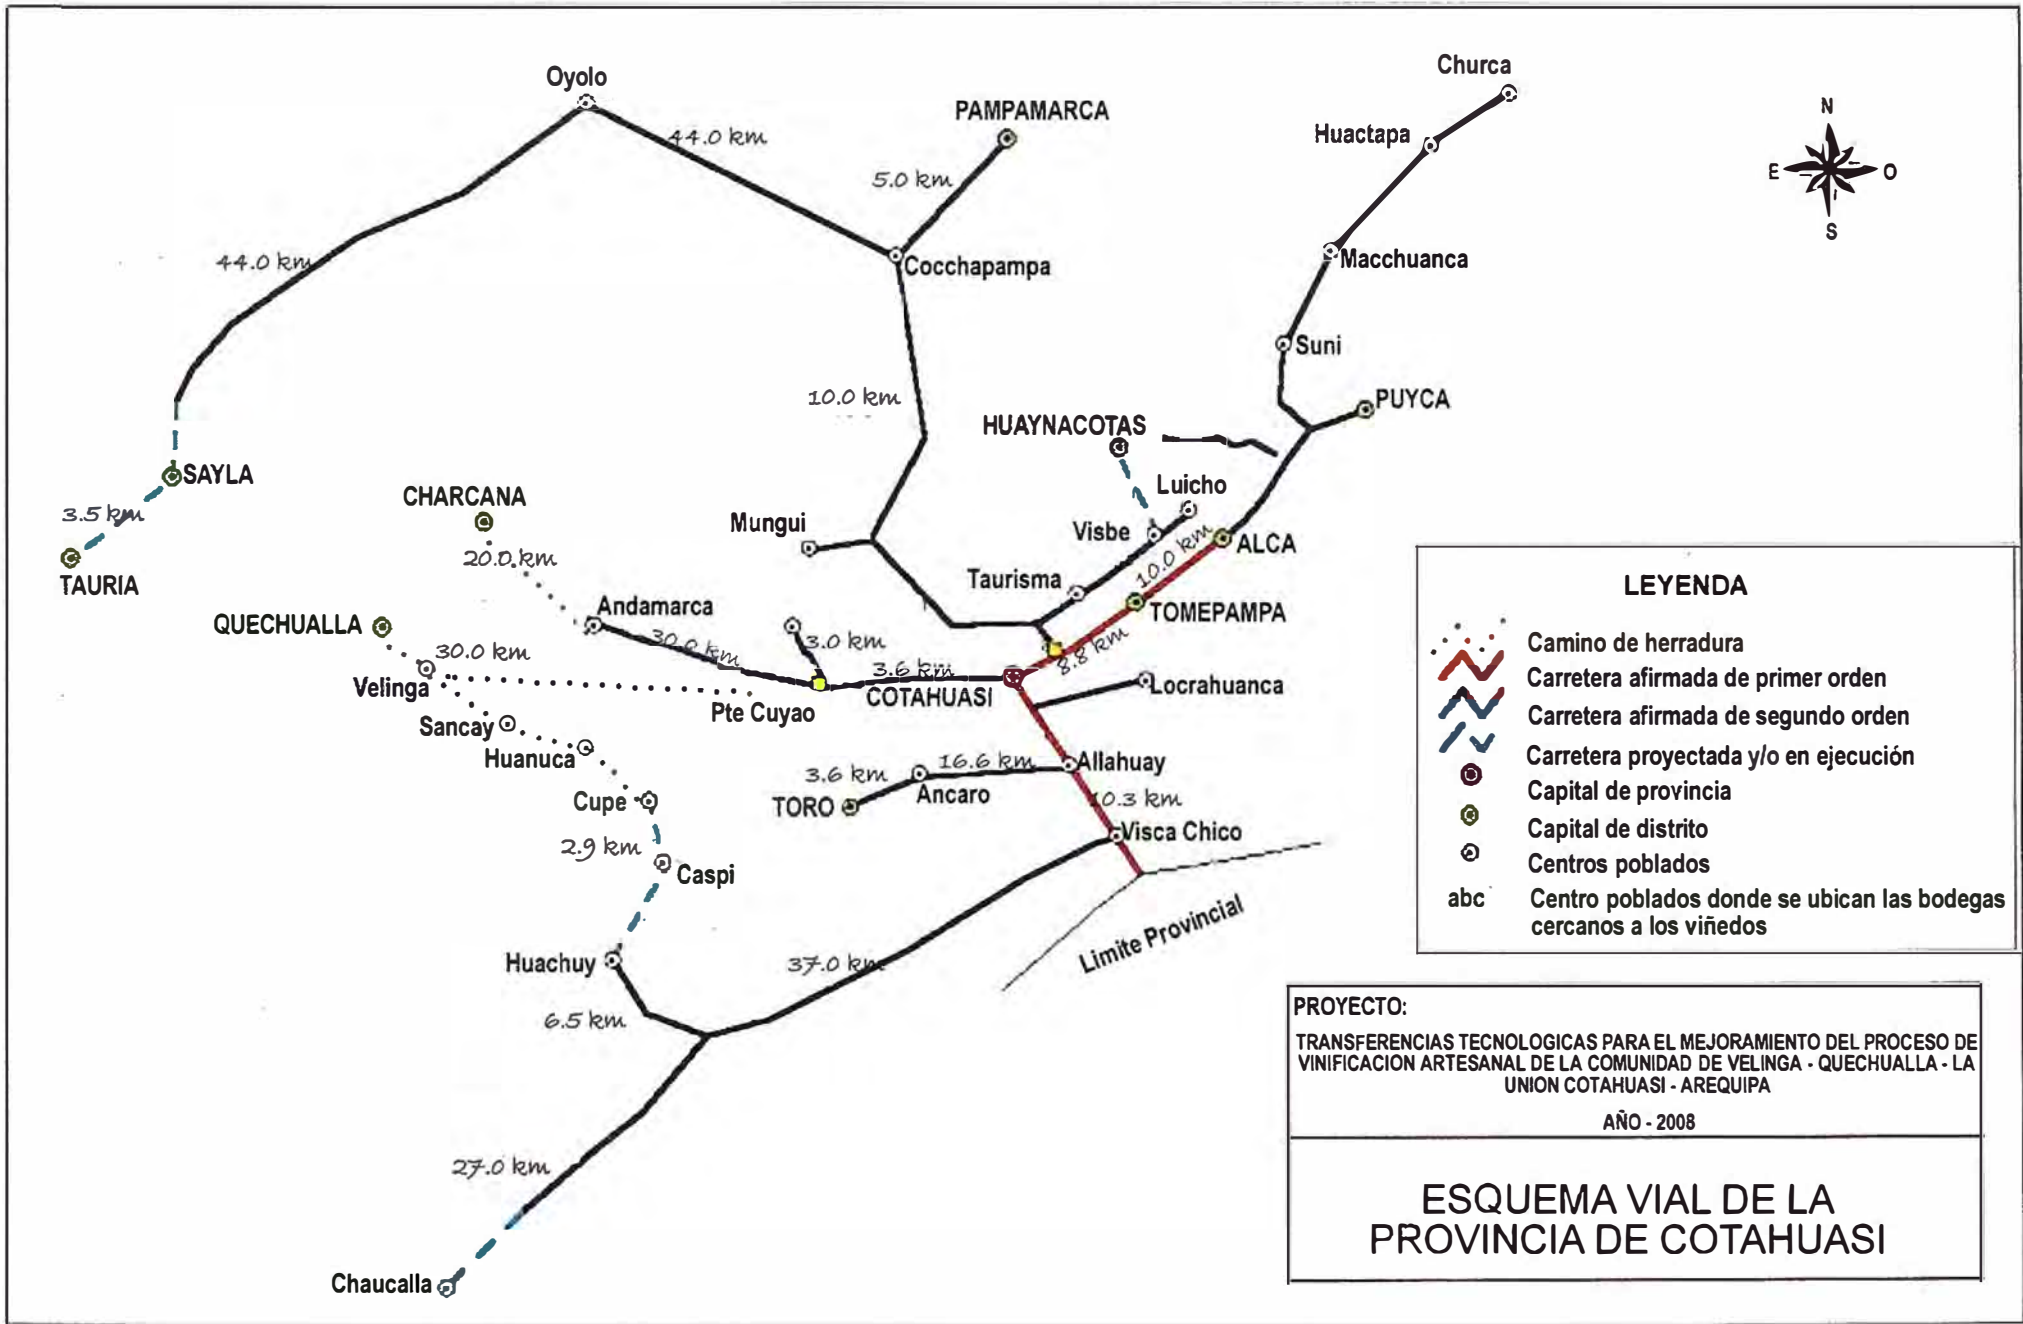 Oyolo
Churca
PAMPAMARCA
N
44.0 km
Huactapa
E
O
5.0 km
S
44.0 km
Cocchapampa
Macchuanca
Suni
10.0 km
PUYCA
HUAYNACOTAS
SAYLA
Luicho
CHARCANA
3.5 km
Mungui
Visbe
ALCA
20.0 km
10.0 km
TAURIA
Taurisma
Andamarca
TOMEPAMPA
QUECHUALLA
30.0 km
3.0 km
8.8 km
30.0 km
3.6 km
Velinga
COTAHUASI
Locrahuanca
Pte Cuyao
Sancay
Huanuca
16.6 km
Allahuay
3.6 km
Cupe
TORO
Ancaro
10.3 km
Visca Chico
2.9 km
Caspi
Limite Provincial
Huachuy
37.0 km
6.5 km
27.0 km
Chaucalla
LEYENDA
Camino de herradura
Carretera afirmada de primer orden
Carretera afirmada de segundo orden
Carretera proyectada y/o en ejecución
Capital de provincia
Capital de distrito
Centros poblados
abc Centro poblados donde se ubican las bodegas
cercanos a los viñedos
PROYECTO:
TRANSFERENCIAS TECNOLOGICAS PARA EL MEJORAMIENTO DEL PROCESO DE
VINIFICACION ARTESANAL DE LA COMUNIDAD DE VELINGA - QUECHUALLA - LA
UNION COTAHUASI - AREQUIPA
AÑO - 2008
ESQUEMA VIAL DE LA
PROVINCIA DE COTAHUASI